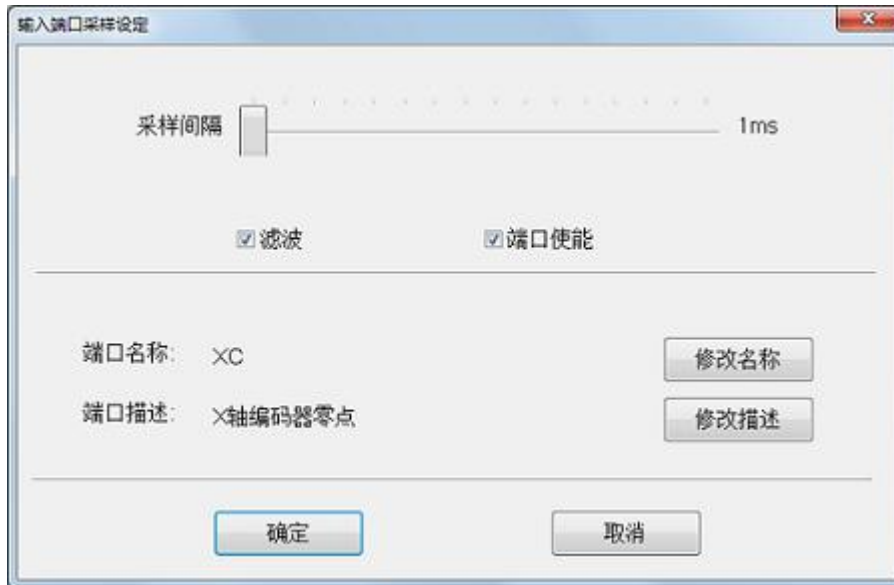 输入端口采样设定
采样间隔 1ms
滤波 端口使能
端口名称: XC 修改名称
端口描述: X轴编码器零点 修改描述
确定 取消